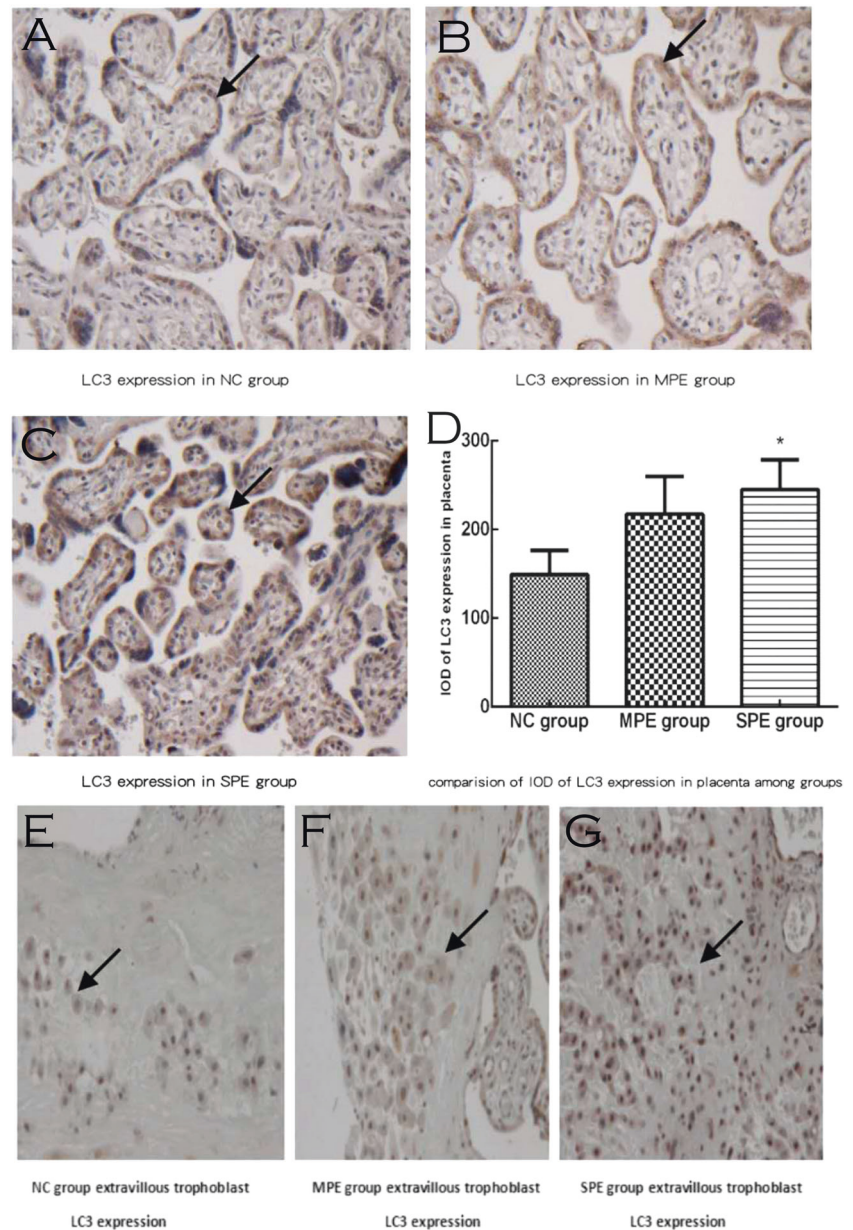 A
B
LC3 expression in NC group
LC3 expression in MPE group
C
D
300
*
200
100
0
IOD of LC3 expression in placenta
NC group MPE group SPE group
LC3 expression in SPE group
comparision of IOD of LC3 expression in placenta among groups
E
F
G
NC group extravillous trophoblast
LC3 expression
MPE group extravillous trophoblast
LC3 expression
SPE group extravillous trophoblast
LC3 expression